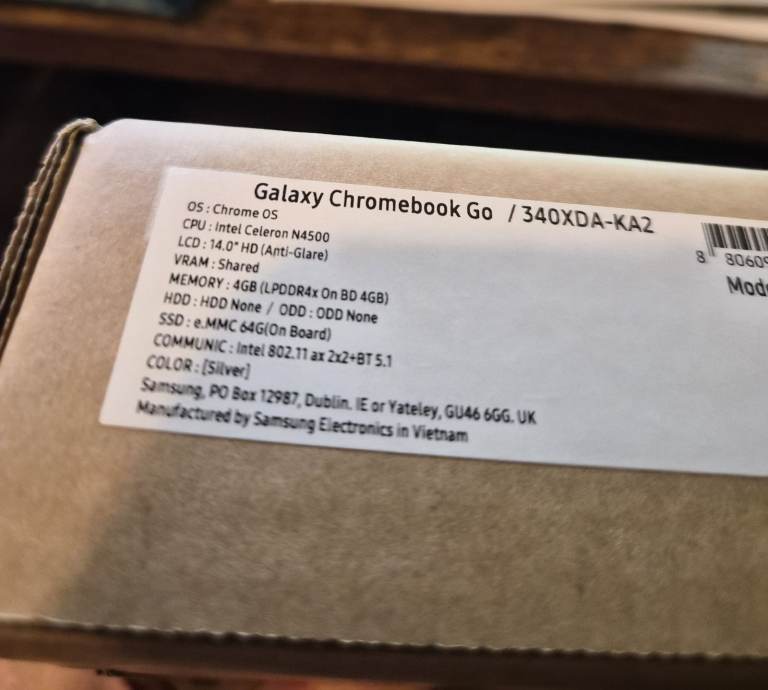 Galaxy Chromebook Go / 340XDA-KA2
OS : Chrome OS
CPU : Intel Celeron N4500
LCD : 14.0" HD (Anti-Glare)
VRAM : Shared
MEMORY : 4GB (LPDDR4x On BD 4GB)
HDD : HDD None / ODD : ODD None
SSD : e.MMC 64G(On Board)
COMMUNIC : Intel 802.11 ax 2x2+BT 5.1
COLOR : [Silver]
Samsung, PO Box 12987, Dublin. IE or Yateley, GU46 6GG. UK
Manufactured by Samsung Electronics in Vietnam
8 80609